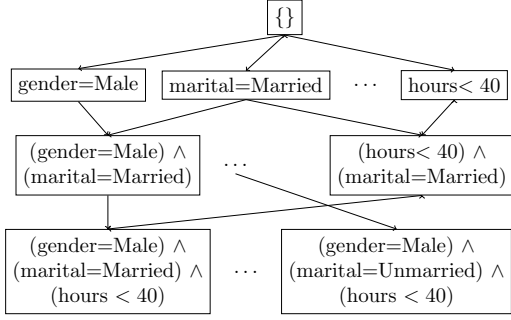 {}
gender=Male
marital=Married
⋯
hours< 40
(gender=Male) ∧
(marital=Married)
⋯
(hours< 40) ∧
(marital=Married)
(gender=Male) ∧
(marital=Married) ∧
(hours < 40)
⋯
(gender=Male) ∧
(marital=Unmarried) ∧
(hours < 40)